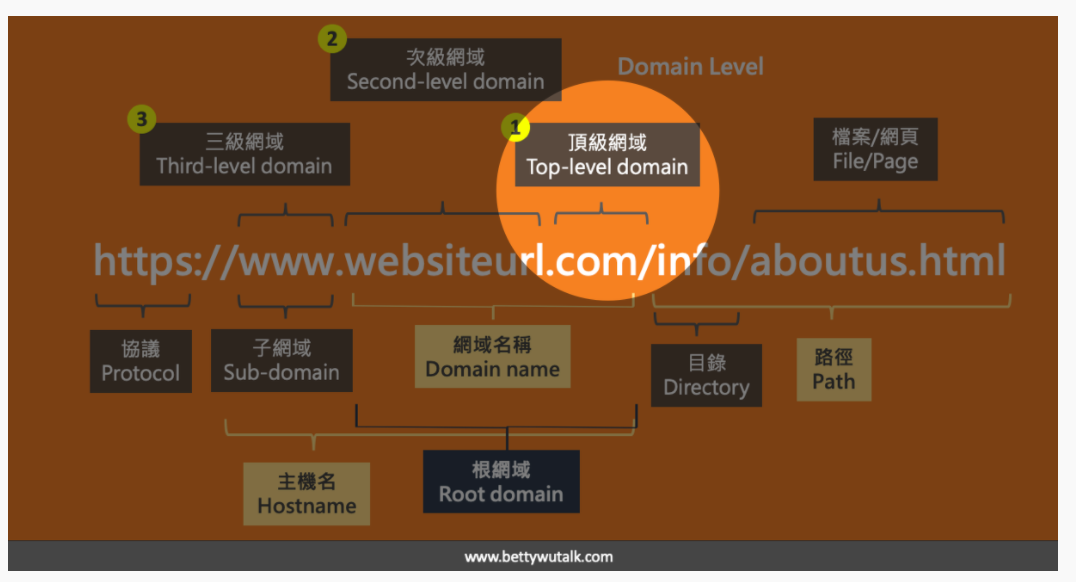 2
次級網域
Second-level domain
Domain Level
3
三級網域
Third-level domain
1
頂級網域
Top-level domain
檔案/網頁
File/Page
https://www.websiteurl.com/info/aboutus.html
協議
Protocol
子網域
Sub-domain
網域名稱
Domain name
目錄
Directory
路徑
Path
主機名
Hostname
根網域
Root domain
www.bettywutalk.com